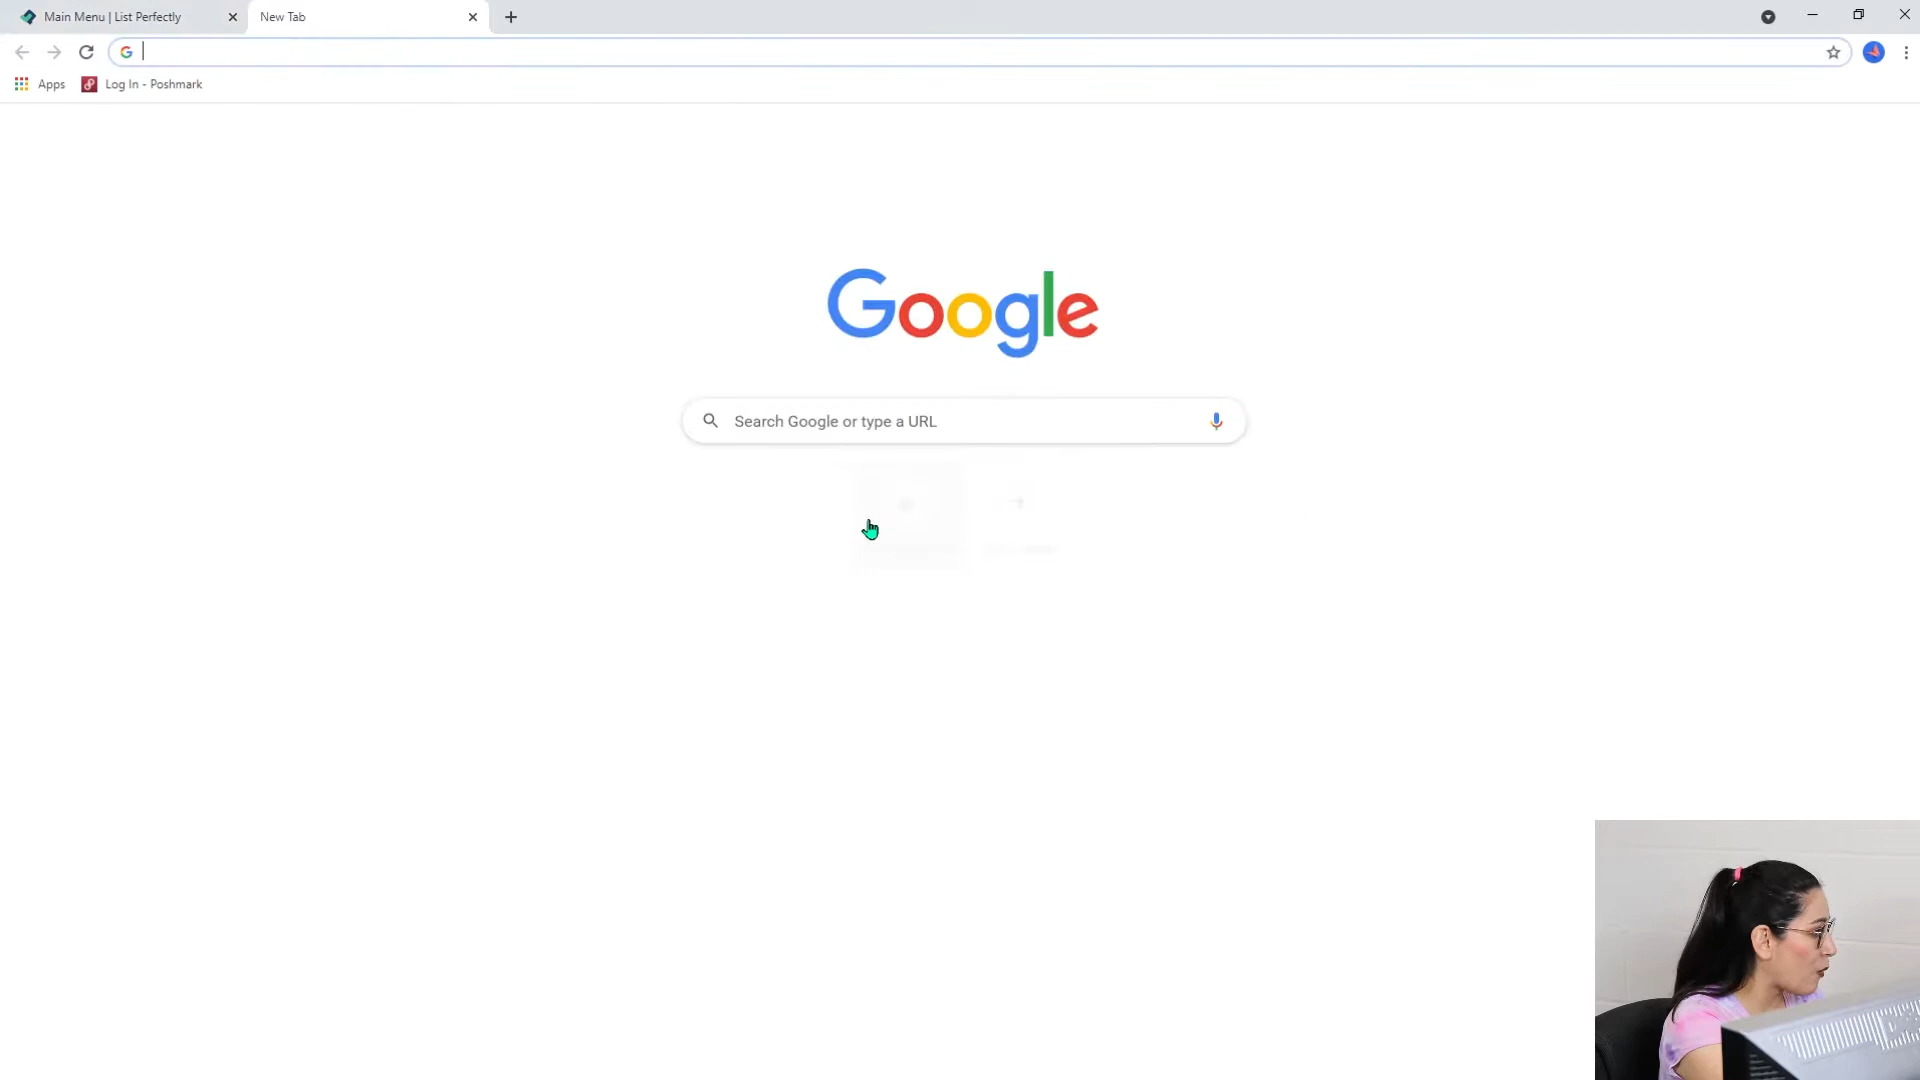 Main Menu | List Perfectly
New Tab
Apps
Log In - Poshmark
Google
Search Google or type a URL